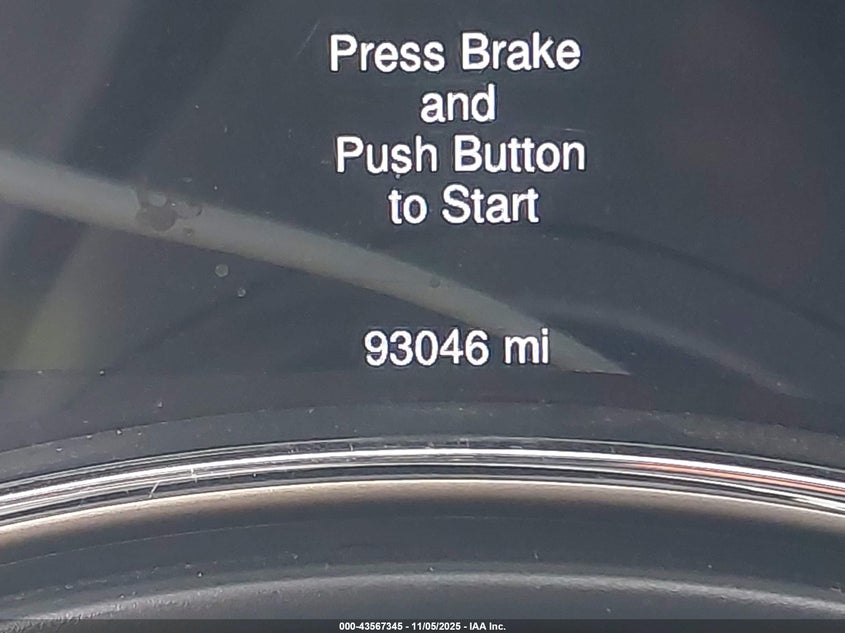 Press Brake
and
Push Button
to Start
93046 mi
000-43567345 - 11/05/2025 - IAA Inc.